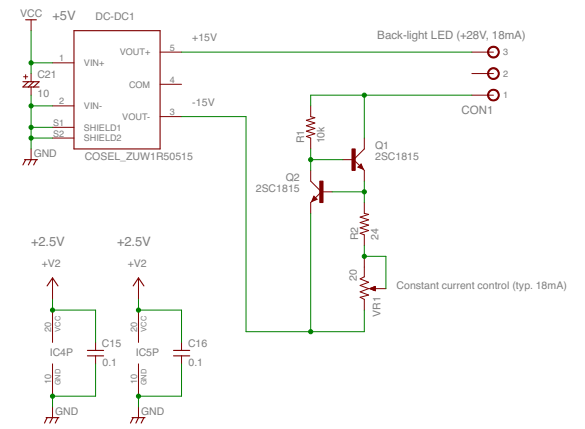 VCC +5V DC-DC1
+15V
Back-light LED (+28V, 18mA)
1 VIN+ VOUT+ 5 3
C21
+
10
COM 4 2
2 VIN- -15V
VOUT- 3 1
CON1
S1 SHIELD1
S2 SHIELD2
GND COSEL_ZUW1R50515
R1
10k
Q1
2SC1815
Q2
2SC1815
R2
24
20
VR1
Constant current control (typ. 18mA)
+2.5V +2.5V
+V2 +V2
20 VCC 20 VCC
IC4P C15 IC5P C16
0.1 0.1
10 GND 10 GND
GND GND